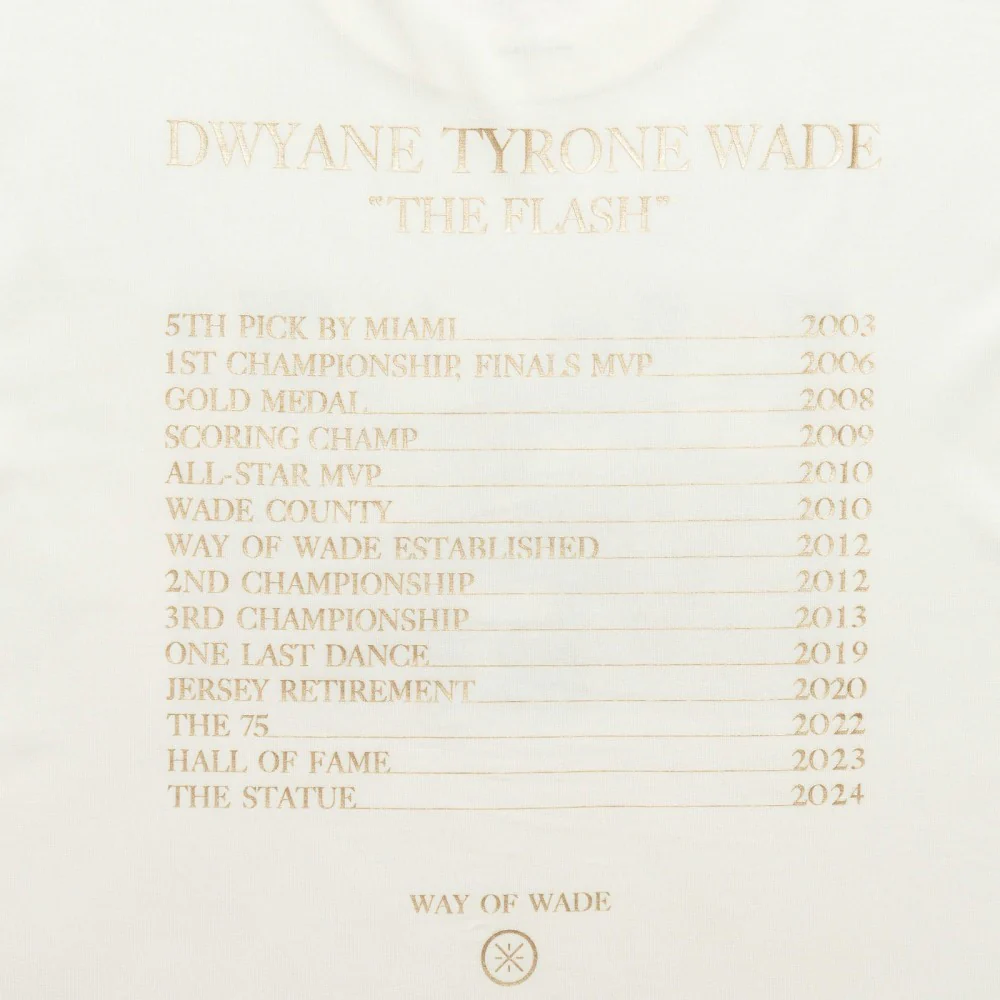 DWYANE TYRONE WADE
"THE FLASH"
5TH PICK BY MIAMI 2003
1ST CHAMPIONSHIP, FINALS MVP 2006
GOLD MEDAL 2008
SCORING CHAMP 2009
ALL-STAR MVP 2010
WADE COUNTY 2010
WAY OF WADE ESTABLISHED 2012
2ND CHAMPIONSHIP 2012
3RD CHAMPIONSHIP 2013
ONE LAST DANCE 2019
JERSEY RETIREMENT 2020
THE 75 2022
HALL OF FAME 2023
THE STATUE 2024
WAY OF WADE